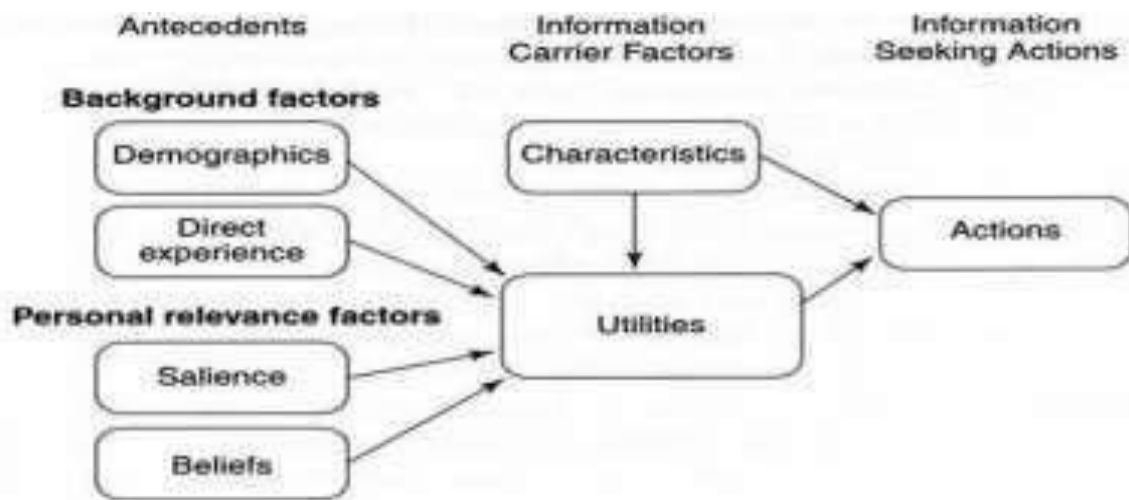 Antecedents
Information
Carrier Factors
Information
Seeking Actions
Background factors
Demographics
Direct
experience
Personal relevance factors
Salience
Beliefs
Characteristics
Utilities
Actions